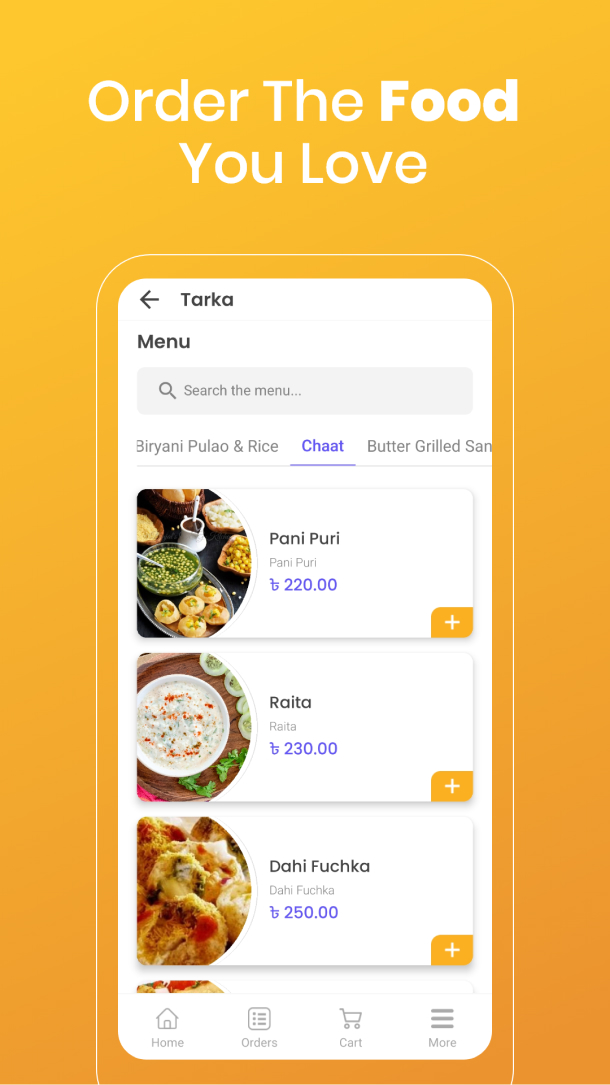 Order The Food
You Love
Tarka
Menu
Search the menu...
Biryani Pulao & Rice Chaat Butter Grilled San
Pani Puri
Pani Puri
৳ 220.00
Raita
Raita
৳ 230.00
Dahi Fuchka
Dahi Fuchka
৳ 250.00
Home Orders Cart More